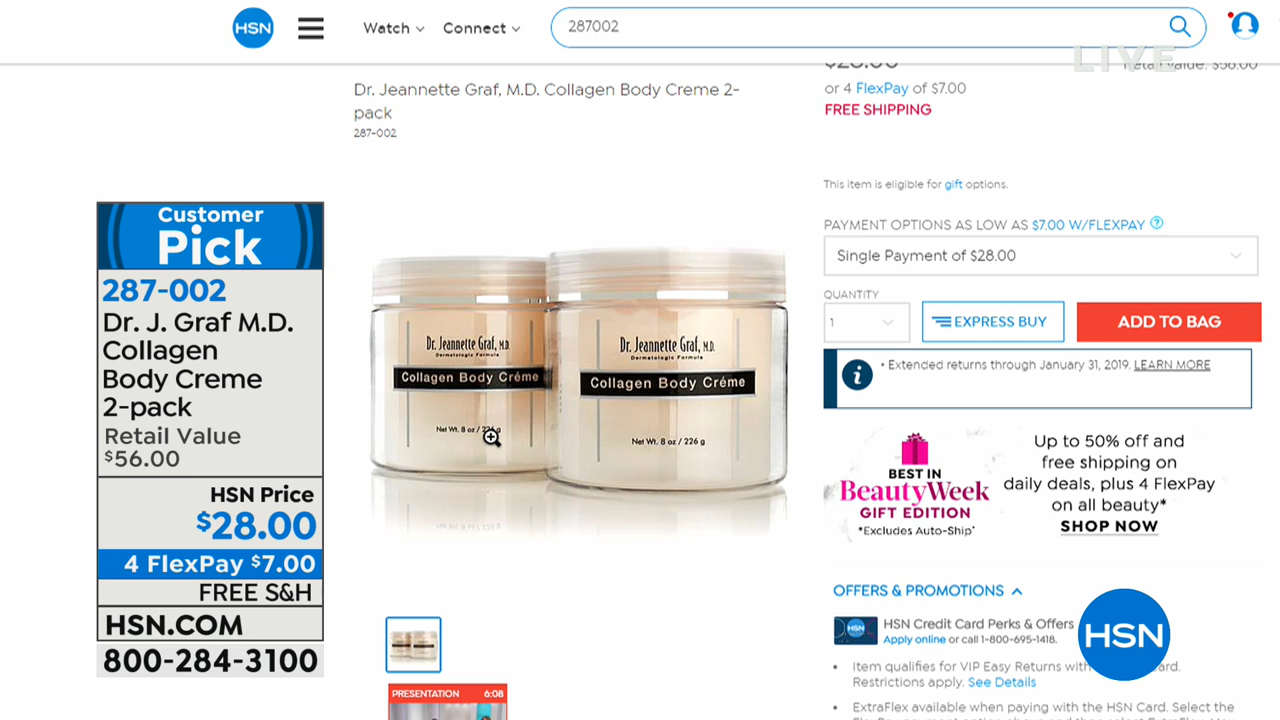 HSN
Watch
Connect
287002
LIVE
$28.00
Retail Value: $56.00
Dr. Jeannette Graf, M.D. Collagen Body Creme 2-
pack
287-002
or 4 FlexPay of $7.00
FREE SHIPPING
This item is eligible for gift options.
PAYMENT OPTIONS AS LOW AS $7.00 W/FLEXPAY ?
Single Payment of $28.00
QUANTITY
1
EXPRESS BUY
ADD TO BAG
i
• Extended returns through January 31, 2019. LEARN MORE
BEST IN
BeautyWeek
GIFT EDITION
*Excludes Auto-Ship*
Up to 50% off and
free shipping on
daily deals, plus 4 FlexPay
on all beauty*
SHOP NOW
OFFERS & PROMOTIONS
HSN
HSN Credit Card Perks & Offers
Apply online or call 1-800-695-1418.
• Item qualifies for VIP Easy Returns with
Restrictions apply. See Details
• ExtraFlex available when paying with the HSN Card. Select the
HSN
Customer
Pick
287-002
Dr. J. Graf M.D.
Collagen
Body Creme
2-pack
Retail Value
$56.00
HSN Price
$28.00
4 FlexPay $7.00
FREE S&H
HSN.COM
800-284-3100
Dr. Jeannette Graf, M.D.
Dermatologic Formula
Collagen Body Créme
Net Wt. 8 oz /
Dr. Jeannette Graf, M.D.
Dermatologic Formula
Collagen Body Créme
Net Wt. 8 oz / 226 g
PRESENTATION 6:08